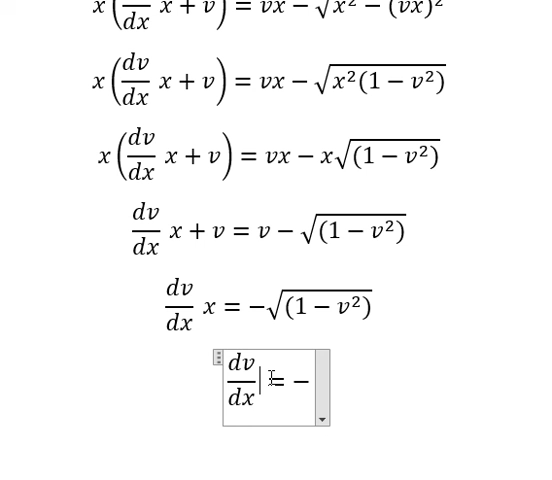 x(dv/dx x + v) = vx − √x² − (vx)²
x(dv/dx x + v) = vx − √(x²(1 − v²))
x(dv/dx x + v) = vx − x√(1 − v²)
dv/dx x + v = v − √(1 − v²)
dv/dx x = −√(1 − v²)
dv/dx = −